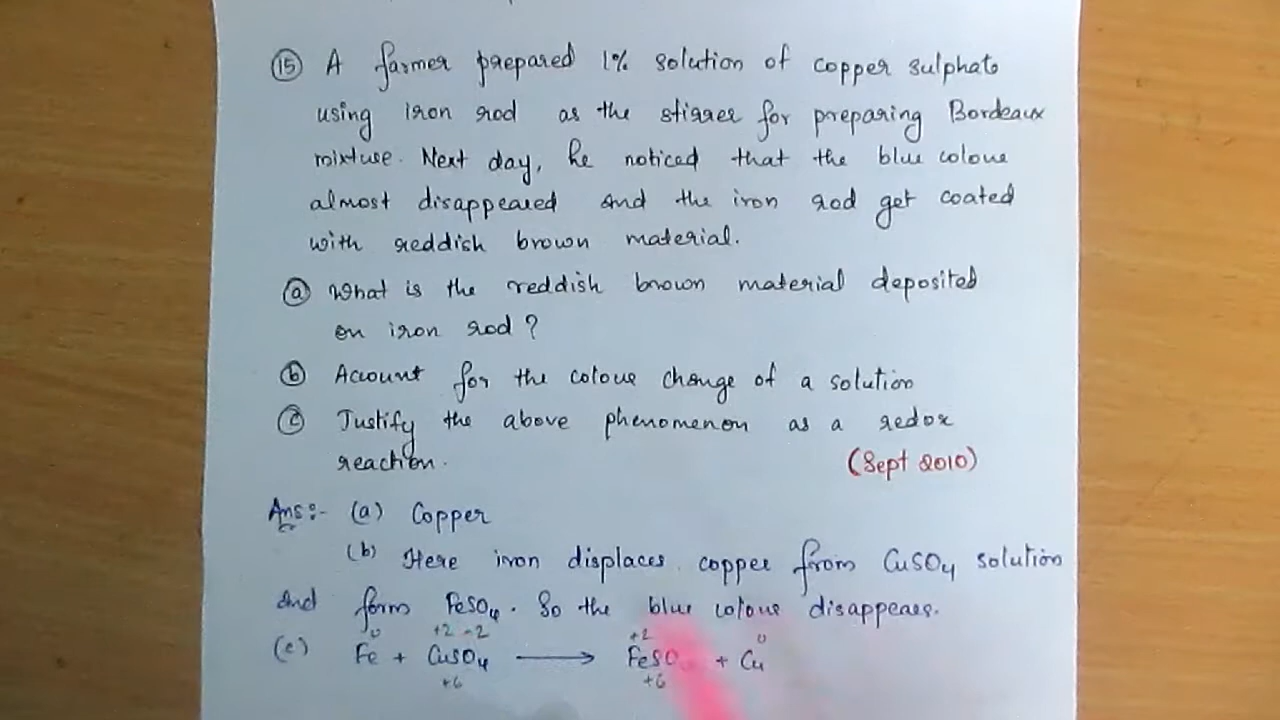 15 A farmer prepared 1% solution of copper sulphate
using iron rod as the stirrer for preparing Bordeaux
mixture. Next day, he noticed that the blue colour
almost disappeared and the iron rod get coated
with reddish brown material.
a What is the reddish brown material deposited
on iron rod ?
b Account for the colour change of a solution
c Justify the above phenomenon as a redox
reaction.
(Sept 2010)
Ans:- (a) Copper
(b) Here iron displaces copper from CuSO4 solution
and form FeSO4. So the blue colour disappears.
0 +2 -2 +2 0
(c) Fe + CuSO4 → FeSO + Cu
+6 +6